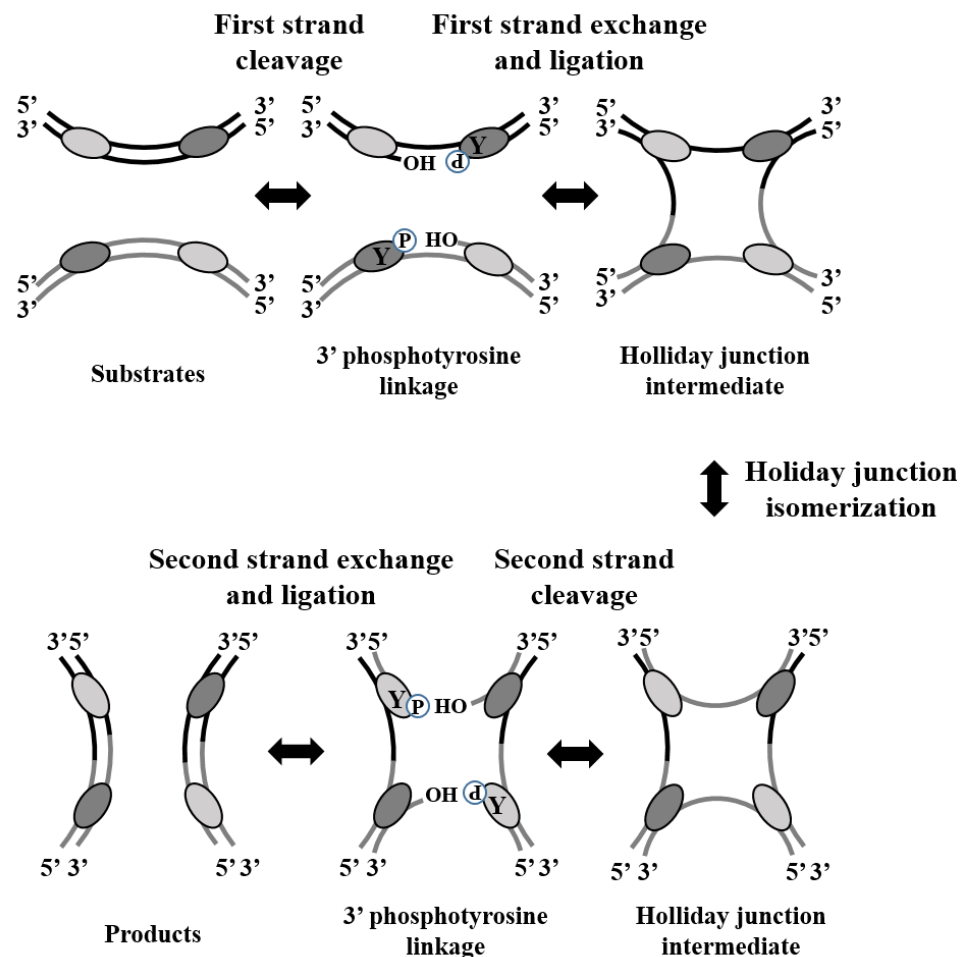 First strand
cleavage
First strand exchange
and ligation
5’ 3’ 5’ 3’ 5’ 3’
3’ 5’ 3’ Y 5’ 3’ 5’
OH P
P HO
Y
5’ 3’ 5’ 3’ 5’ 3’
3’ 5’ 3’ 5’ 3’ 5’
Substrates
3’ phosphotyrosine
linkage
Holliday junction
intermediate
Holiday junction
isomerization
Second strand exchange
and ligation
Second strand
cleavage
3’5’ 3’5’ 3’5’ 3’5’ 3’5’ 3’5’
Y P HO
OH P Y
5’ 3’ 5’ 3’ 5’ 3’ 5’ 3’ 5’ 3’ 5’ 3’
Products
3’ phosphotyrosine
linkage
Holliday junction
intermediate